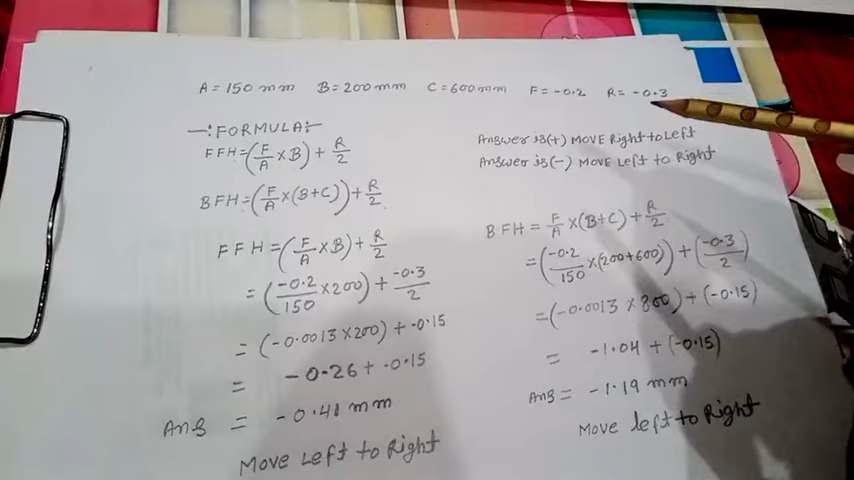 A = 150 mm B = 200 mm C = 600 mm F = -0.2 R = -0.3
—: FORMULA :—
FFH = (F/A × B) + R/2
BFH = (F/A × (B+C)) + R/2
FFH = (F/A × B) + R/2
= (-0.2/150 × 200) + -0.3/2
= (-0.0013 × 200) + -0.15
= -0.26 + -0.15
Ans = -0.41 mm
Move Left to Right
Answer is (+) MOVE Right to Left
Answer is (-) MOVE Left to Right
BFH = F/A × (B+C) + R/2
= (-0.2/150 × (200+600)) + (-0.3/2)
= (-0.0013 × 800) + (-0.15)
= -1.04 + (-0.15)
Ans = -1.19 mm
Move left to Right